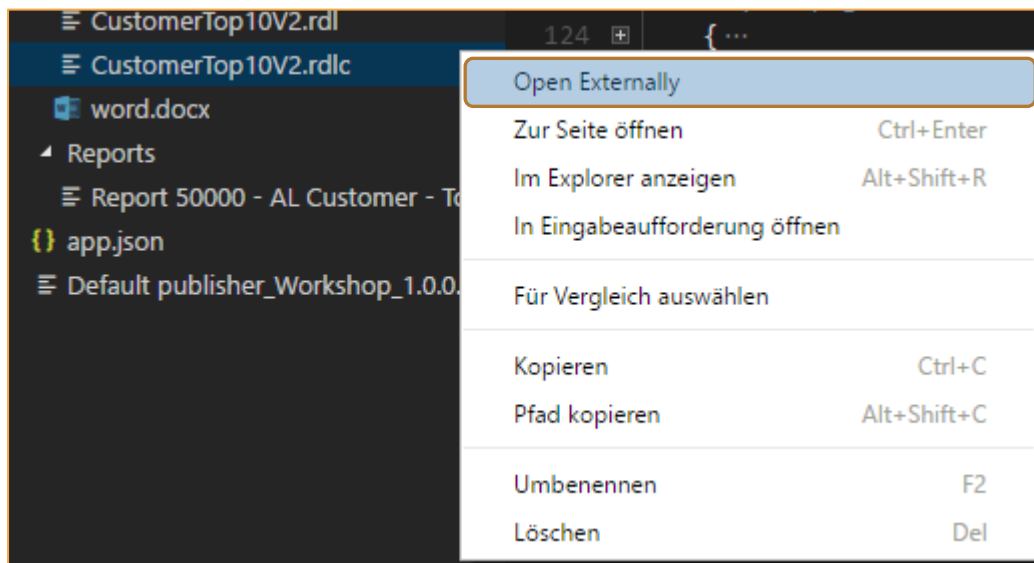 CustomerTop10V2.rdl
124 { ...
CustomerTop10V2.rdlc
word.docx
Reports
Report 50000 - AL Customer -
{} app.json
Default publisher_Workshop_1.0.0.
Open Externally
Zur Seite öffnen Ctrl+Enter
Im Explorer anzeigen Alt+Shift+R
In Eingabeaufforderung öffnen
Für Vergleich auswählen
Kopieren Ctrl+C
Pfad kopieren Alt+Shift+C
Umbenennen F2
Löschen Del